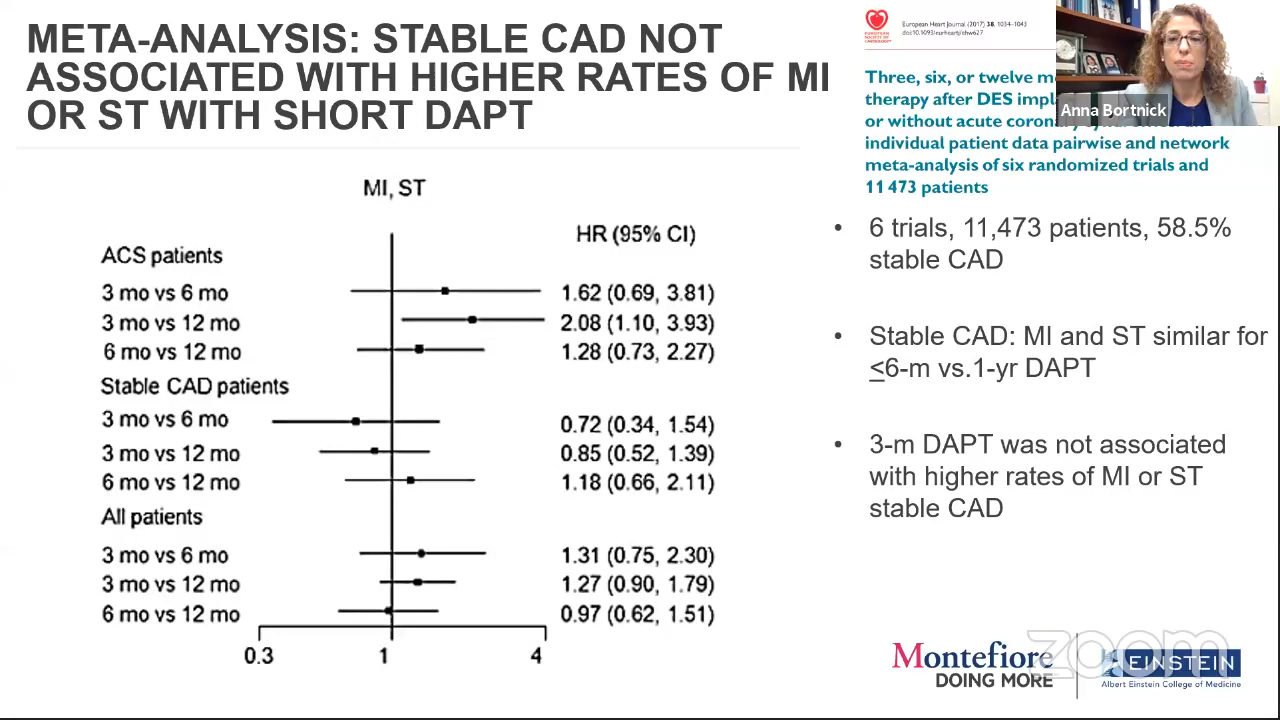 META-ANALYSIS: STABLE CAD NOT
ASSOCIATED WITH HIGHER RATES OF MI
OR ST WITH SHORT DAPT
European Heart Journal (2017) 38, 1034–1043
doi:10.1093/eurheartj/ehw627
Three, six, or twelve
therapy after DES
or without acute
individual patient data pairwise and network
meta-analysis of six randomized trials and
11 473 patients
Anna Bortnick
MI, ST
HR (95% CI)
ACS patients
3 mo vs 6 mo 1.62 (0.69, 3.81)
3 mo vs 12 mo 2.08 (1.10, 3.93)
6 mo vs 12 mo 1.28 (0.73, 2.27)
Stable CAD patients
3 mo vs 6 mo 0.72 (0.34, 1.54)
3 mo vs 12 mo 0.85 (0.52, 1.39)
6 mo vs 12 mo 1.18 (0.66, 2.11)
All patients
3 mo vs 6 mo 1.31 (0.75, 2.30)
3 mo vs 12 mo 1.27 (0.90, 1.79)
6 mo vs 12 mo 0.97 (0.62, 1.51)
0.3 1 4
• 6 trials, 11,473 patients, 58.5%
stable CAD
• Stable CAD: MI and ST similar for
<6-m vs.1-yr DAPT
• 3-m DAPT was not associated
with higher rates of MI or ST
stable CAD
Montefiore
DOING MORE
zoom
EINSTEIN
Albert Einstein College of Medicine